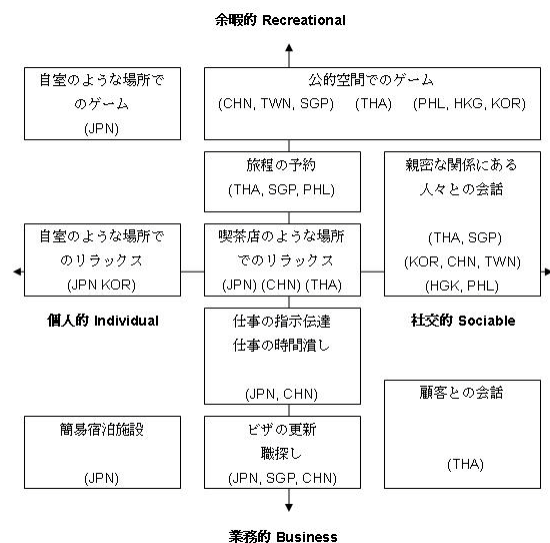 余暇的 Recreational
自室のような場所で
のゲーム
(JPN)
公的空間でのゲーム
(CHN, TWN, SGP) (THA) (PHL, HKG, KOR)
旅程の予約
(THA, SGP, PHL)
親密な関係にある
人々との会話
(THA, SGP)
(KOR, CHN, TWN)
(HGK, PHL)
自室のような場所で
のリラックス
(JPN KOR)
喫茶店のような場所
でのリラックス
(JPN) (CHN) (THA)
個人的 Individual
社交的 Sociable
仕事の指示伝達
仕事の時間潰し
(JPN, CHN)
顧客との会話
(THA)
簡易宿泊施設
(JPN)
ビザの更新
職探し
(JPN, SGP, CHN)
業務的 Business